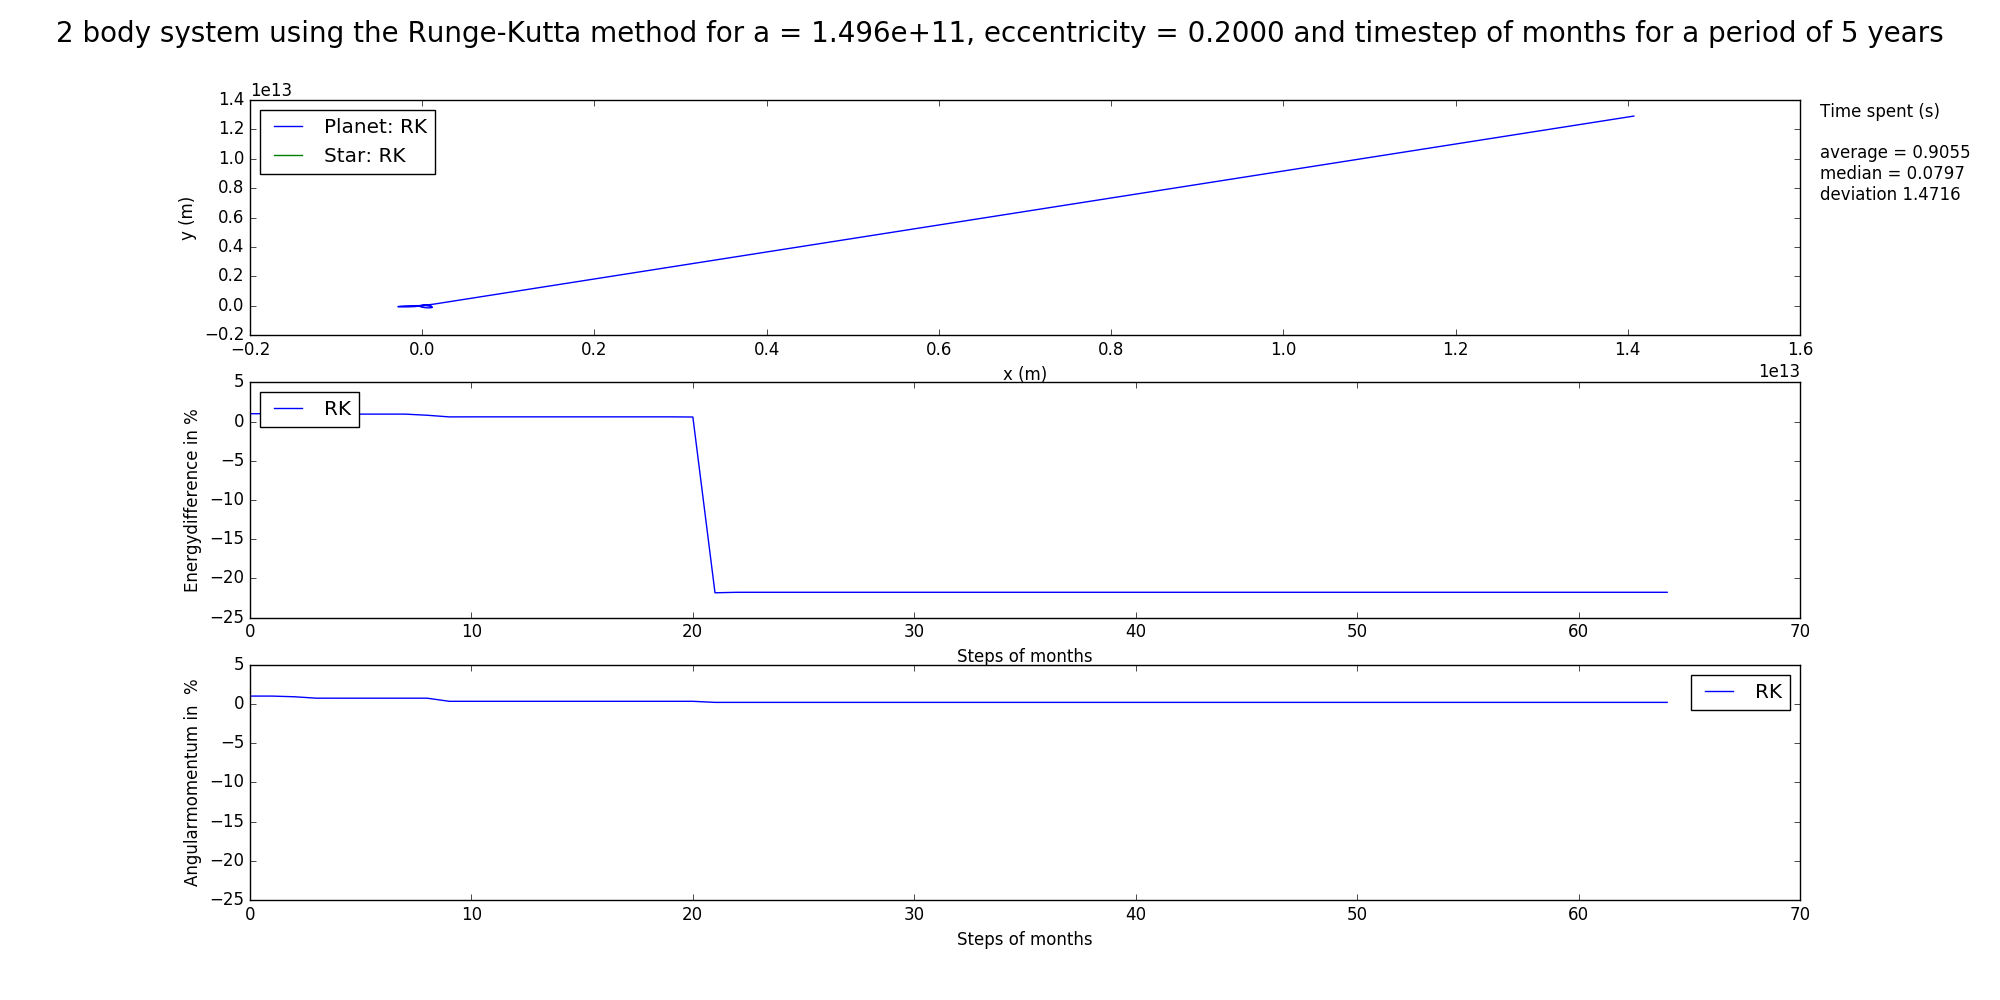 2 body system using the Runge-Kutta method for a = 1.496e+11, eccentricity = 0.2000 and timestep of months for a period of 5 years
1e13
1.4
1.2
1.0
0.8
0.6
0.4
0.2
0.0
−0.2
y (m)
Planet: RK
Star: RK
Time spent (s)
average = 0.9055
median = 0.0797
deviation 1.4716
−0.2 0.0 0.2 0.4 0.6 0.8 1.0 1.2 1.4 1.6
x (m)
1e13
5
0
−5
−10
−15
−20
−25
Energydifference in %
RK
0 10 20 30 40 50 60 70
Steps of months
5
0
−5
−10
−15
−20
−25
Angularmomentum in  %
RK
0 10 20 30 40 50 60 70
Steps of months